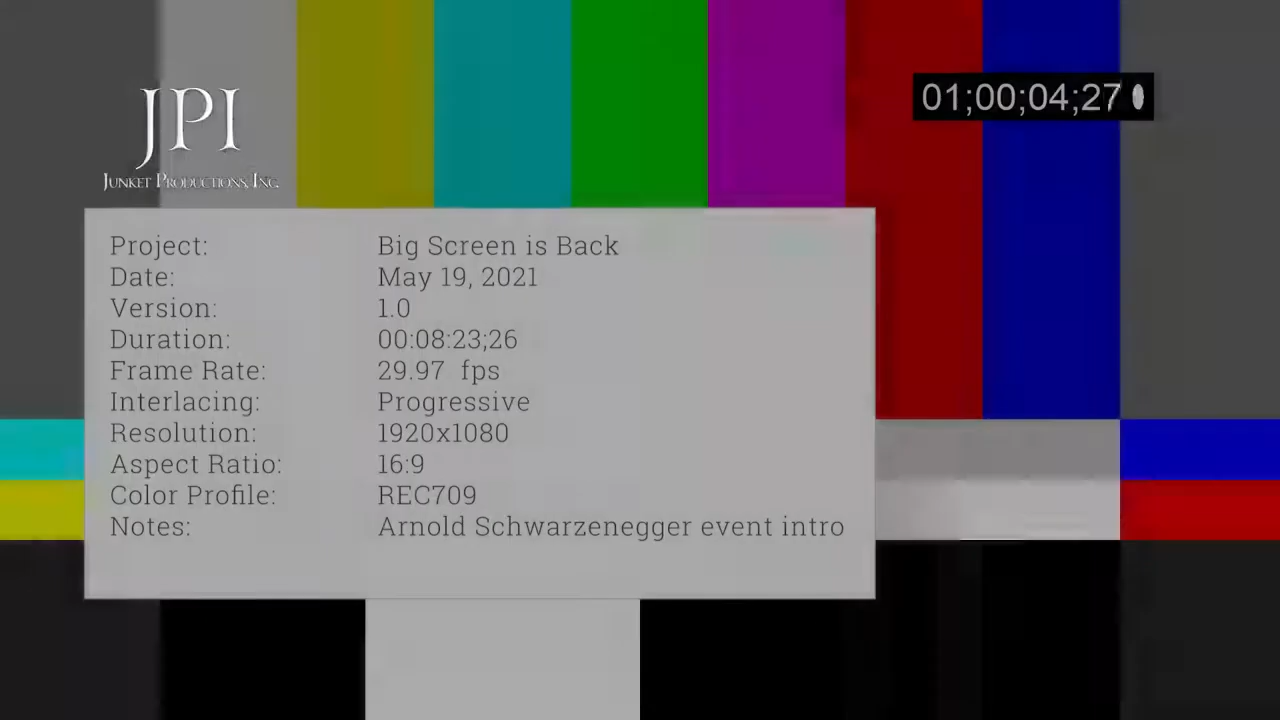 JPI
JUNKET PRODUCTIONS, INC.
01;00;04;27
Project: Big Screen is Back
Date: May 19, 2021
Version: 1.0
Duration: 00:08:23;26
Frame Rate: 29.97 fps
Interlacing: Progressive
Resolution: 1920x1080
Aspect Ratio: 16:9
Color Profile: REC709
Notes: Arnold Schwarzenegger event intro